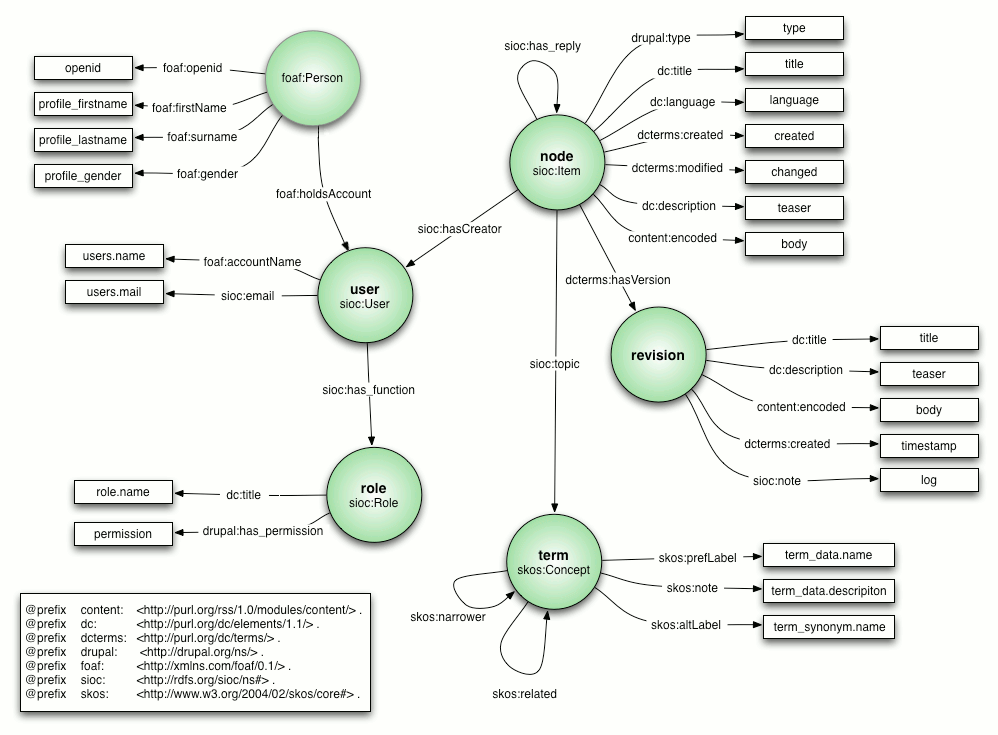 foaf:Person
foaf:openid
openid
foaf:firstName
profile_firstname
foaf:surname
profile_lastname
foaf:gender
profile_gender
foaf:holdsAccount
sioc:has_reply
node
sioc:Item
drupal:type
type
dc:title
title
dc:language
language
dcterms:created
created
dcterms:modified
changed
dc:description
teaser
content:encoded
body
sioc:hasCreator
dcterms:hasVersion
sioc:topic
user
sioc:User
foaf:accountName
users.name
sioc:email
users.mail
sioc:has_function
revision
dc:title
title
dc:description
teaser
content:encoded
body
dcterms:created
timestamp
sioc:note
log
role
sioc:Role
dc:title
role.name
drupal:has_permission
permission
term
skos:Concept
skos:prefLabel
term_data.name
skos:note
term_data.descripiton
skos:altLabel
term_synonym.name
skos:narrower
skos:related
@prefix content: <http://purl.org/rss/1.0/modules/content/> .
@prefix dc: <http://purl.org/dc/elements/1.1/> .
@prefix dcterms: <http://purl.org/dc/terms/> .
@prefix drupal: <http://drupal.org/ns/> .
@prefix foaf: <http://xmlns.com/foaf/0.1/> .
@prefix sioc: <http://rdfs.org/sioc/ns#> .
@prefix skos: <http://www.w3.org/2004/02/skos/core#> .